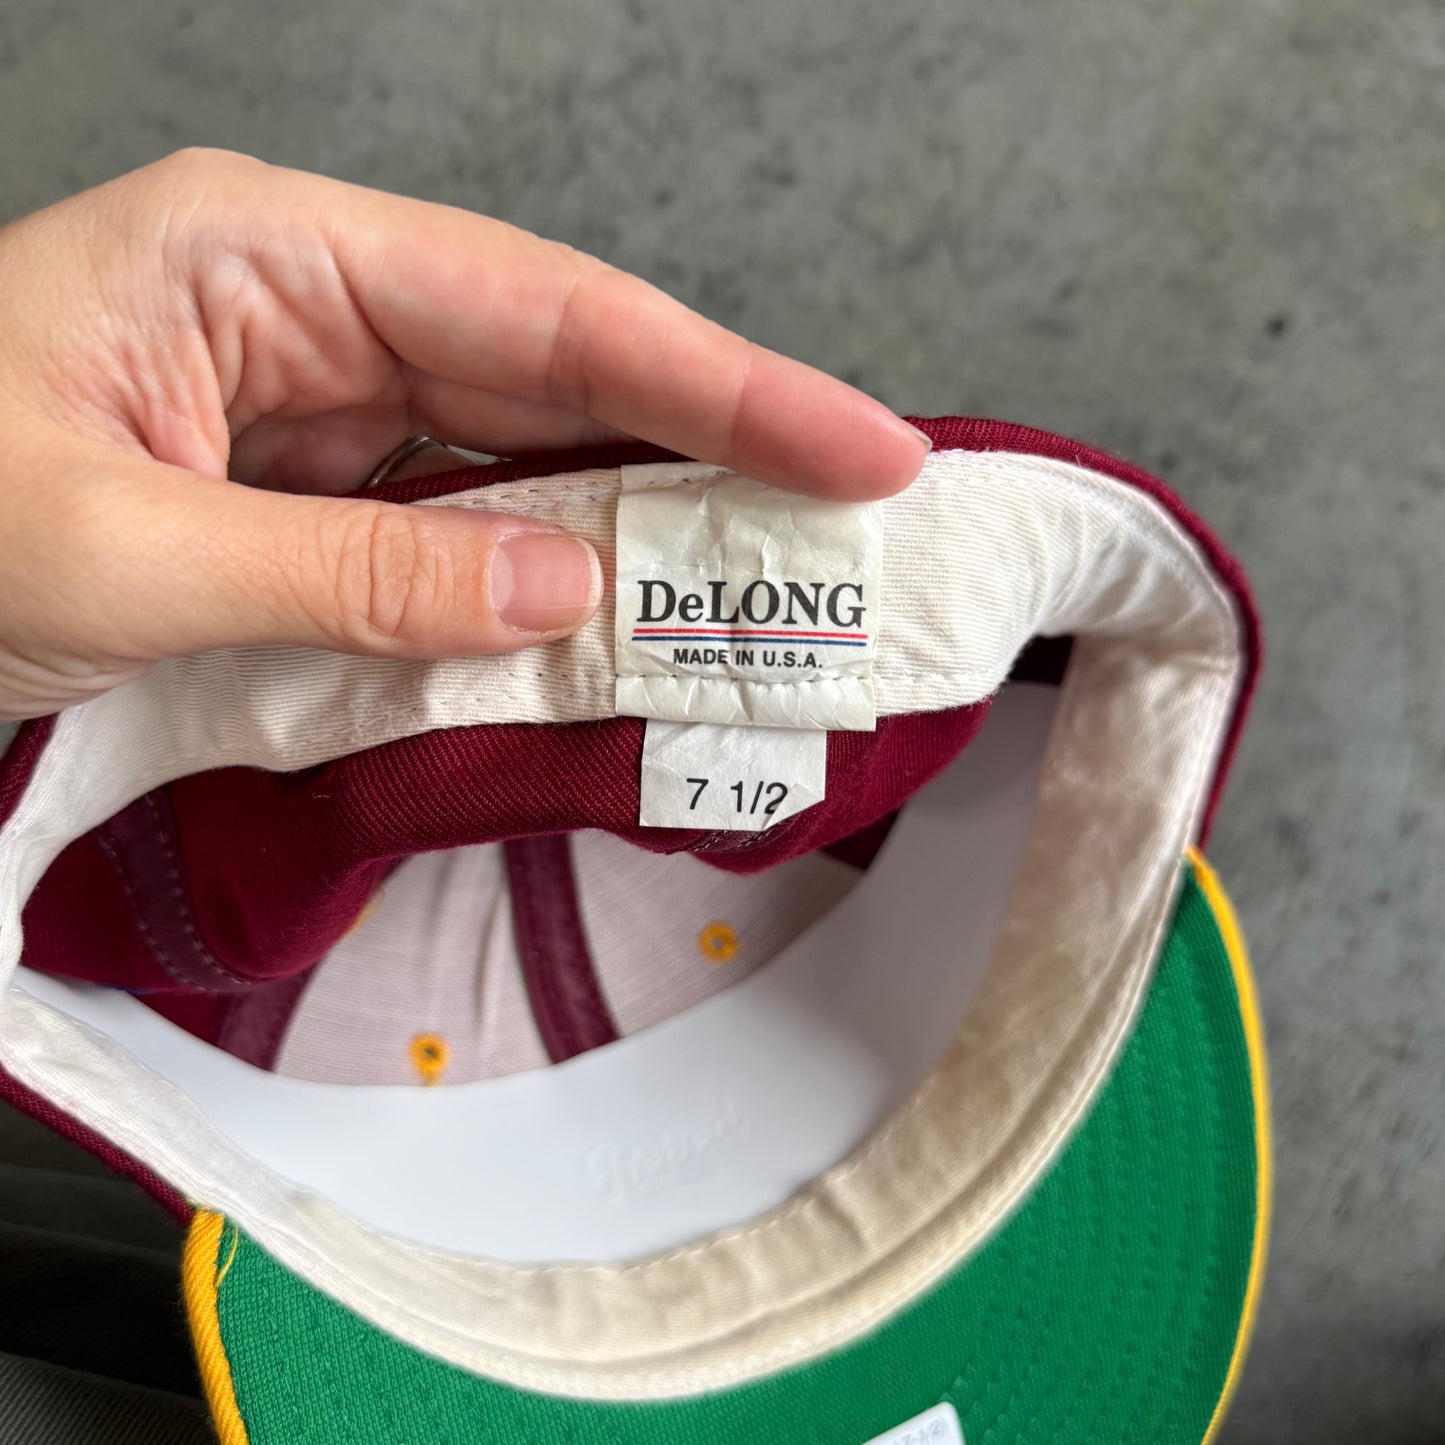 DeLONG
MADE IN U.S.A.
7 1/2